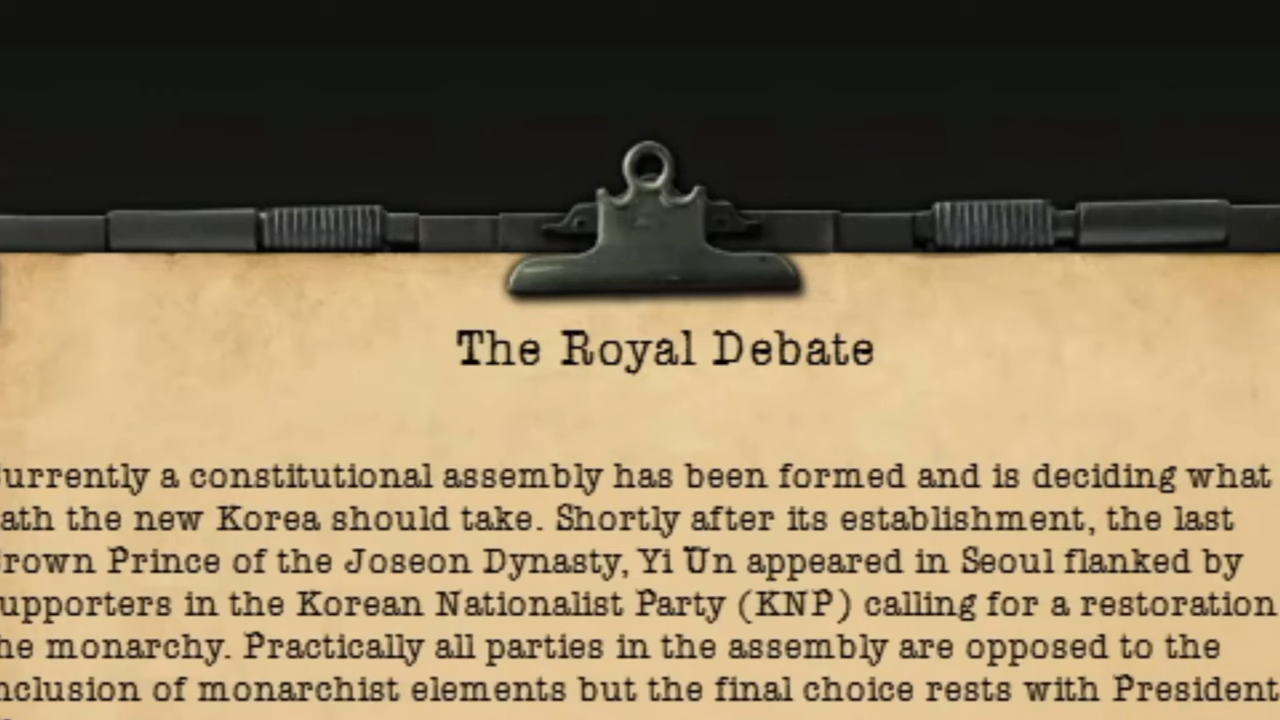 The Royal Debate
urrently a constitutional assembly has been formed and is deciding what
ath the new Korea should take. Shortly after its establishment, the last
rown Prince of the Joseon Dynasty, Yi Un appeared in Seoul flanked by
upporters in the Korean Nationalist Party (KNP) calling for a restoration
he monarchy. Practically all parties in the assembly are opposed to the
nclusion of monarchist elements but the final choice rests with President